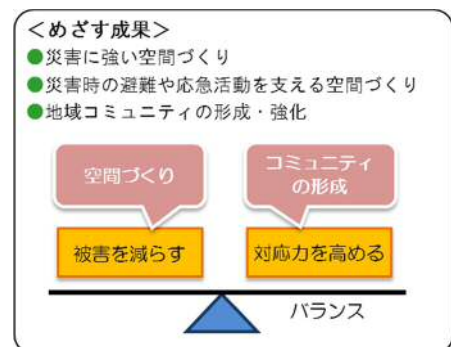 ＜めざす成果＞
●災害に強い空間づくり
●災害時の避難や応急活動を支える空間づくり
●地域コミュニティの形成・強化
空間づくり
コミュニティ
の形成
被害を減らす
対応力を高める
バランス